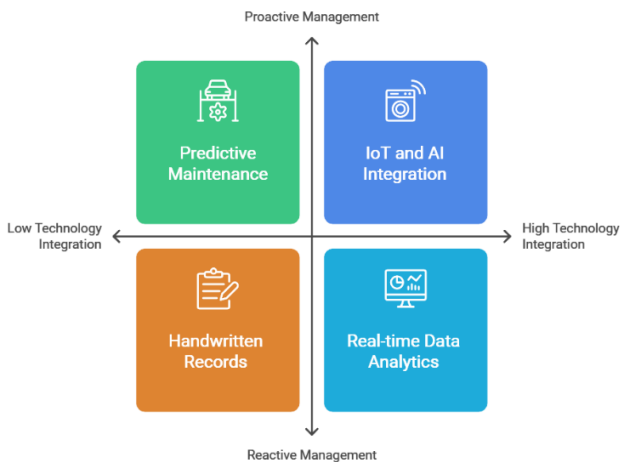 Proactive Management
Predictive
Maintenance
IoT and AI
Integration
Low Technology
Integration
High Technology
Integration
Handwritten
Records
Real-time Data
Analytics
Reactive Management